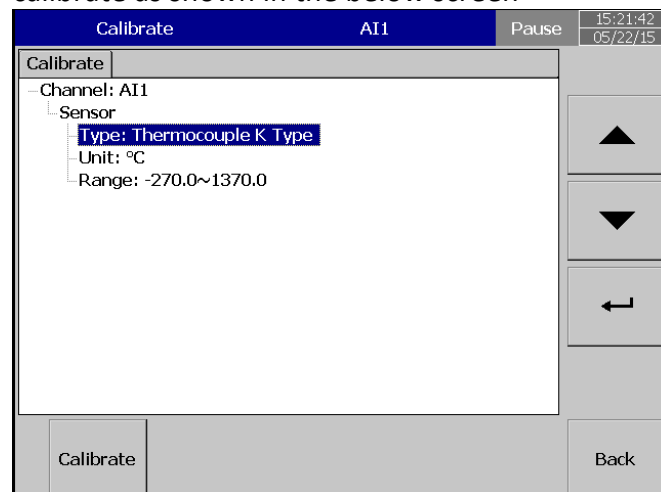 calibrate as shown in the below screen
Calibrate AI1 Pause 15:21:42
05/22/15
Calibrate
Channel: AI1
Sensor
Type: Thermocouple K Type
Unit: °C
Range: -270.0~1370.0
Calibrate Back